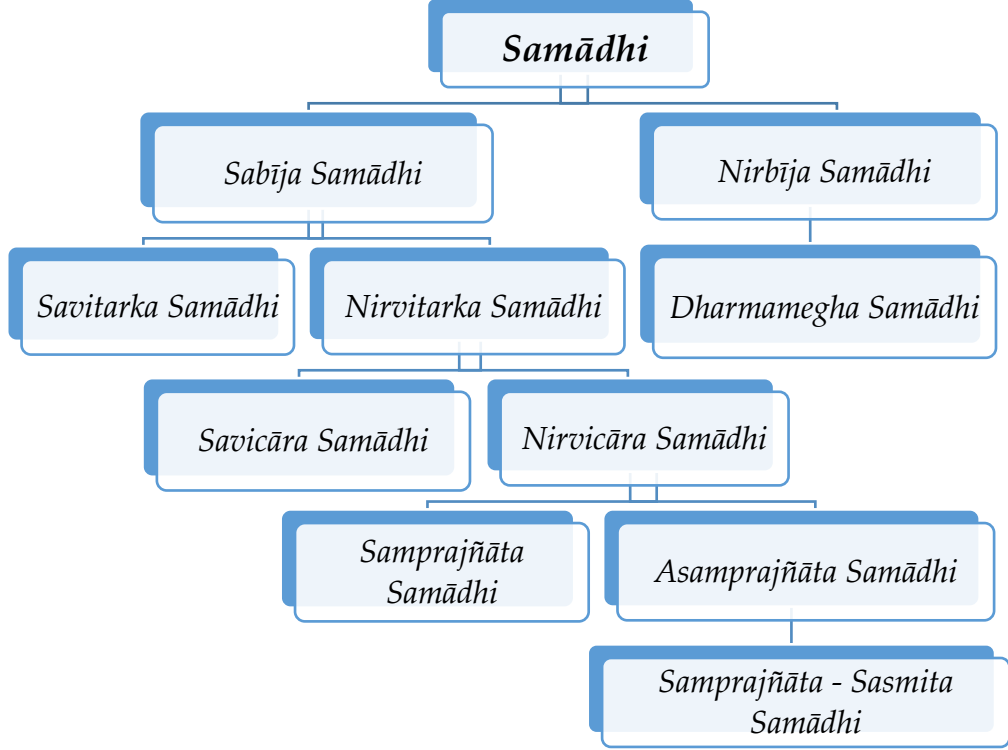 Samādhi
Sabīja Samādhi
Nirbīja Samādhi
Savitarka Samādhi
Nirvitarka Samādhi
Dharmamegha Samādhi
Savicāra Samādhi
Nirvicāra Samādhi
Samprajñāta
Samādhi
Asamprajñāta Samādhi
Samprajñāta - Sasmita
Samādhi